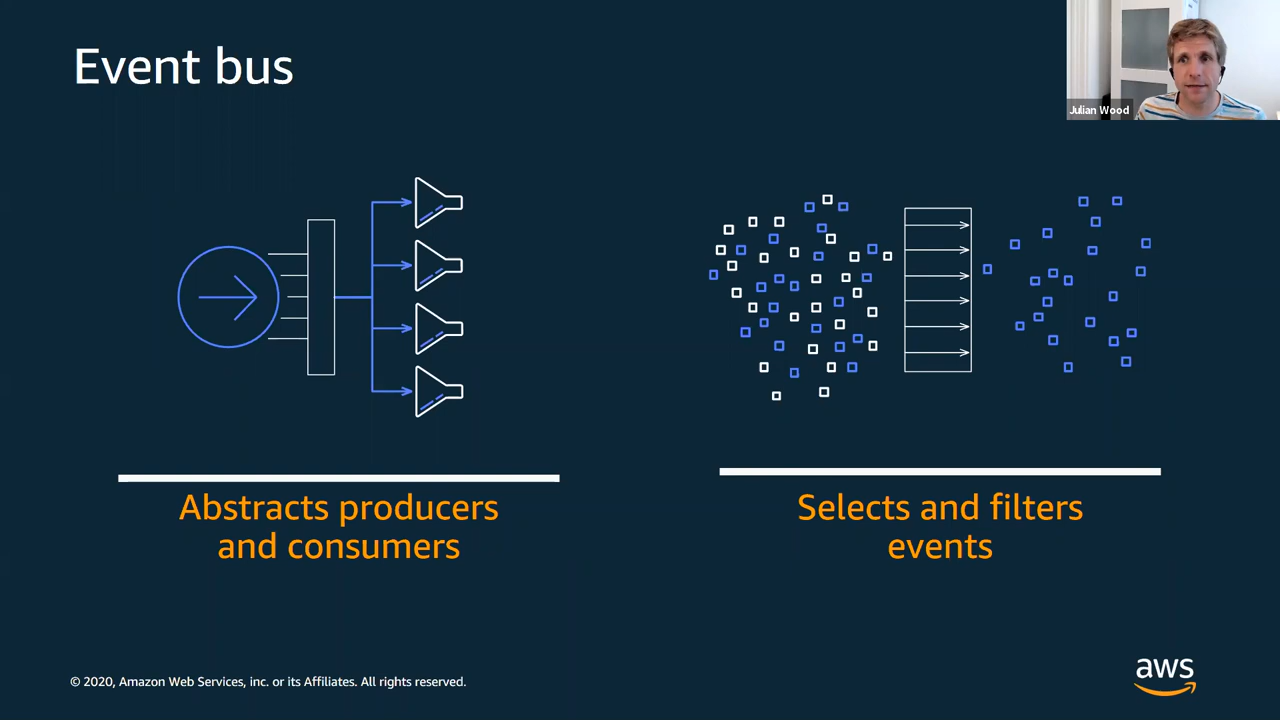 Event bus
Julian Wood
Abstracts producers
and consumers
Selects and filters
events
© 2020, Amazon Web Services, inc. or its Affiliates. All rights reserved.
aws